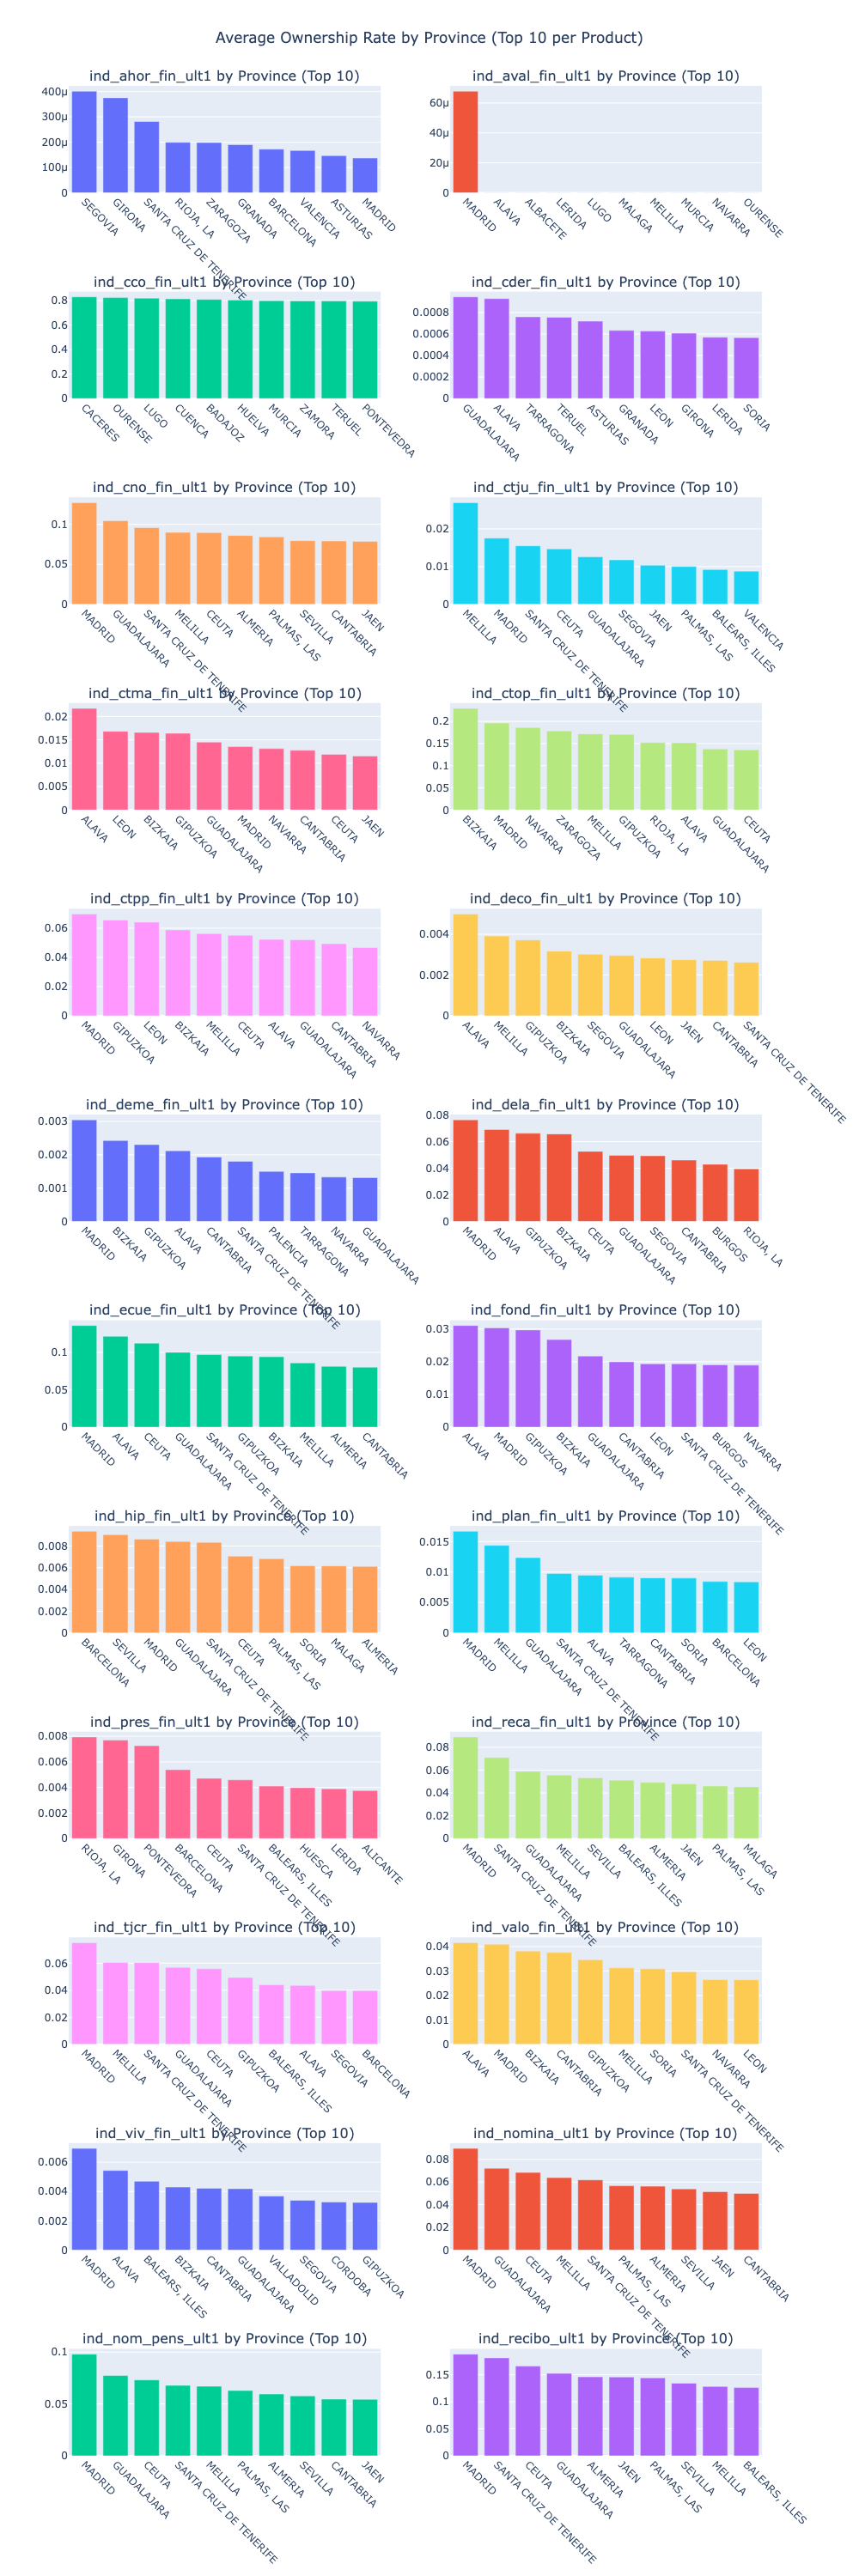 Average Ownership Rate by Province (Top 10 per Product)
ind_ahor_fin_ult1 by Province (Top 10)
400µ
300µ
200µ
100µ
0
SEGOVIA
GIRONA
SANTA CRUZ DE TENERIFE
RIOJA, LA
ZARAGOZA
GRANADA
BARCELONA
VALENCIA
ASTURIAS
MADRID
ind_aval_fin_ult1 by Province (Top 10)
60µ
40µ
20µ
0
MADRID
ALAVA
ALBACETE
LERIDA
LUGO
MALAGA
MELILLA
MURCIA
NAVARRA
OURENSE
ind_cco_fin_ult1 by Province (Top 10)
0.8
0.6
0.4
0.2
0
CACERES
OURENSE
LUGO
CUENCA
BADAJOZ
HUELVA
MURCIA
ZAMORA
TERUEL
PONTEVEDRA
ind_cder_fin_ult1 by Province (Top 10)
0.0008
0.0006
0.0004
0.0002
0
GUADALAJARA
ALAVA
TARRAGONA
TERUEL
ASTURIAS
GRANADA
LEON
GIRONA
LERIDA
SORIA
ind_cno_fin_ult1 by Province (Top 10)
0.1
0.05
0
MADRID
GUADALAJARA
SANTA CRUZ DE TENERIFE
MELILLA
CEUTA
ALMERIA
PALMAS, LAS
SEVILLA
CANTABRIA
JAEN
ind_ctju_fin_ult1 by Province (Top 10)
0.02
0.01
0
MELILLA
MADRID
SANTA CRUZ DE TENERIFE
CEUTA
GUADALAJARA
SEGOVIA
JAEN
PALMAS, LAS
BALEARS, ILLES
VALENCIA
ind_ctma_fin_ult1 by Province (Top 10)
0.02
0.015
0.01
0.005
0
ALAVA
LEON
BIZKAIA
GIPUZKOA
GUADALAJARA
MADRID
NAVARRA
CANTABRIA
CEUTA
JAEN
ind_ctop_fin_ult1 by Province (Top 10)
0.2
0.15
0.1
0.05
0
BIZKAIA
MADRID
NAVARRA
ZARAGOZA
MELILLA
GIPUZKOA
RIOJA, LA
ALAVA
GUADALAJARA
CEUTA
ind_ctpp_fin_ult1 by Province (Top 10)
0.06
0.04
0.02
0
MADRID
GIPUZKOA
LEON
BIZKAIA
MELILLA
CEUTA
ALAVA
GUADALAJARA
CANTABRIA
NAVARRA
ind_deco_fin_ult1 by Province (Top 10)
0.004
0.002
0
ALAVA
MELILLA
GIPUZKOA
BIZKAIA
SEGOVIA
GUADALAJARA
LEON
JAEN
CANTABRIA
SANTA CRUZ DE TENERIFE
ind_deme_fin_ult1 by Province (Top 10)
0.003
0.002
0.001
0
MADRID
BIZKAIA
GIPUZKOA
ALAVA
CANTABRIA
SANTA CRUZ DE TENERIFE
PALENCIA
TARRAGONA
NAVARRA
GUADALAJARA
ind_dela_fin_ult1 by Province (Top 10)
0.08
0.06
0.04
0.02
0
MADRID
ALAVA
GIPUZKOA
BIZKAIA
CEUTA
GUADALAJARA
SEGOVIA
CANTABRIA
BURGOS
RIOJA, LA
ind_ecue_fin_ult1 by Province (Top 10)
0.1
0.05
0
MADRID
ALAVA
CEUTA
GUADALAJARA
SANTA CRUZ DE TENERIFE
GIPUZKOA
BIZKAIA
MELILLA
ALMERIA
CANTABRIA
ind_fond_fin_ult1 by Province (Top 10)
0.03
0.02
0.01
0
ALAVA
MADRID
GIPUZKOA
BIZKAIA
GUADALAJARA
CANTABRIA
LEON
SANTA CRUZ DE TENERIFE
BURGOS
NAVARRA
ind_hip_fin_ult1 by Province (Top 10)
0.008
0.006
0.004
0.002
0
BARCELONA
SEVILLA
MADRID
GUADALAJARA
SANTA CRUZ DE TENERIFE
CEUTA
PALMAS, LAS
SORIA
MALAGA
ALMERIA
ind_plan_fin_ult1 by Province (Top 10)
0.015
0.01
0.005
0
MADRID
MELILLA
GUADALAJARA
SANTA CRUZ DE TENERIFE
ALAVA
TARRAGONA
CANTABRIA
SORIA
BARCELONA
LEON
ind_pres_fin_ult1 by Province (Top 10)
0.008
0.006
0.004
0.002
0
RIOJA, LA
GIRONA
PONTEVEDRA
BARCELONA
CEUTA
SANTA CRUZ DE TENERIFE
BALEARS, ILLES
HUESCA
LERIDA
ALICANTE
ind_reca_fin_ult1 by Province (Top 10)
0.08
0.06
0.04
0.02
0
MADRID
SANTA CRUZ DE TENERIFE
GUADALAJARA
MELILLA
SEVILLA
BALEARS, ILLES
ALMERIA
JAEN
PALMAS, LAS
MALAGA
ind_tjcr_fin_ult1 by Province (Top 10)
0.06
0.04
0.02
0
MADRID
MELILLA
SANTA CRUZ DE TENERIFE
GUADALAJARA
CEUTA
GIPUZKOA
BALEARS, ILLES
ALAVA
SEGOVIA
BARCELONA
ind_valo_fin_ult1 by Province (Top 10)
0.04
0.03
0.02
0.01
0
ALAVA
MADRID
BIZKAIA
CANTABRIA
GIPUZKOA
MELILLA
SORIA
SANTA CRUZ DE TENERIFE
NAVARRA
LEON
ind_viv_fin_ult1 by Province (Top 10)
0.006
0.004
0.002
0
MADRID
ALAVA
BALEARS, ILLES
BIZKAIA
CANTABRIA
GUADALAJARA
VALLADOLID
SEGOVIA
CORDOBA
GIPUZKOA
ind_nomina_ult1 by Province (Top 10)
0.08
0.06
0.04
0.02
0
MADRID
GUADALAJARA
CEUTA
MELILLA
SANTA CRUZ DE TENERIFE
PALMAS, LAS
ALMERIA
SEVILLA
JAEN
CANTABRIA
ind_nom_pens_ult1 by Province (Top 10)
0.1
0.05
0
MADRID
GUADALAJARA
CEUTA
SANTA CRUZ DE TENERIFE
MELILLA
PALMAS, LAS
ALMERIA
SEVILLA
CANTABRIA
JAEN
ind_recibo_ult1 by Province (Top 10)
0.15
0.1
0.05
0
MADRID
SANTA CRUZ DE TENERIFE
CEUTA
GUADALAJARA
ALMERIA
JAEN
PALMAS, LAS
SEVILLA
MELILLA
BALEARS, ILLES